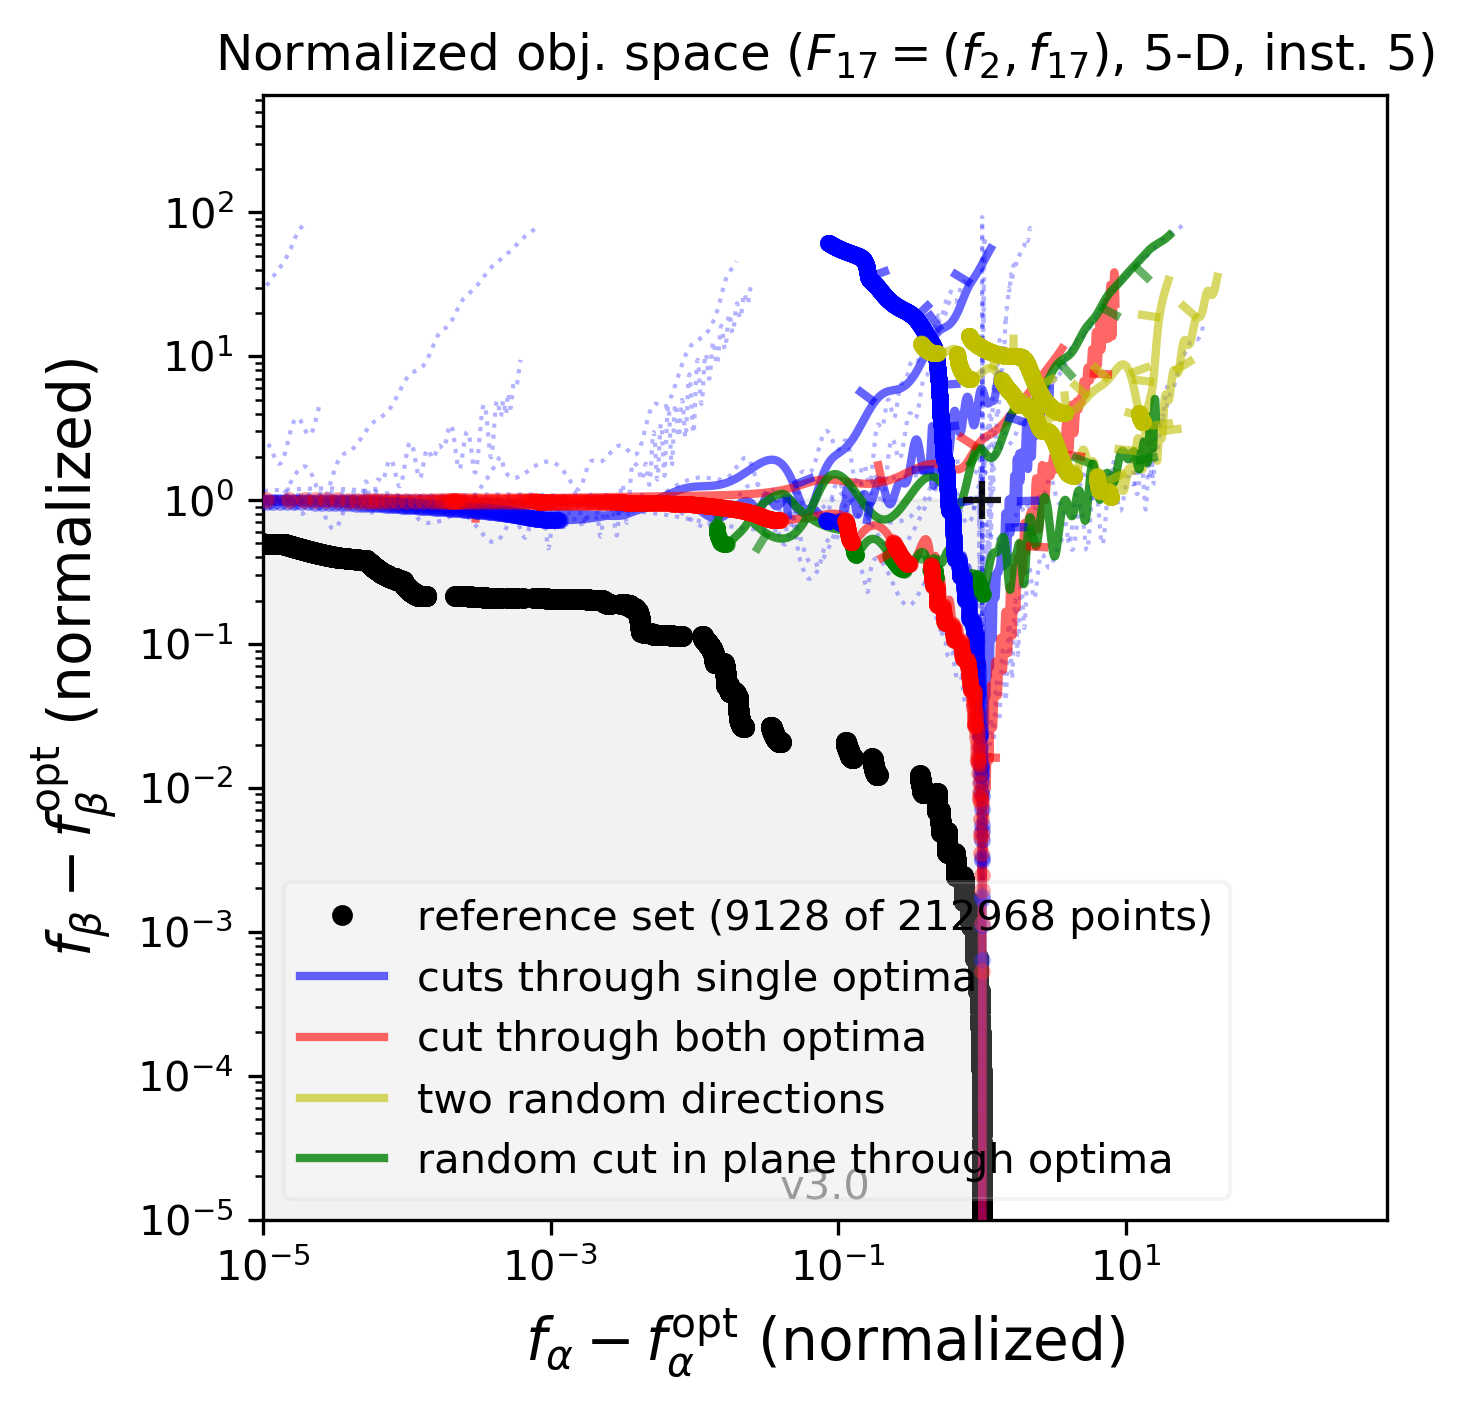 Normalized obj. space (F₁₇ = (f₂, f₁₇), 5-D, inst. 5)
10²
10¹
10⁰
10⁻¹
10⁻²
10⁻³
10⁻⁴
10⁻⁵
f_β − f_β^opt (normalized)
reference set (9128 of 212968 points)
cuts through single optima
cut through both optima
two random directions
random cut in plane through optima
v3.0
10⁻⁵ 10⁻³ 10⁻¹ 10¹
f_α − f_α^opt (normalized)